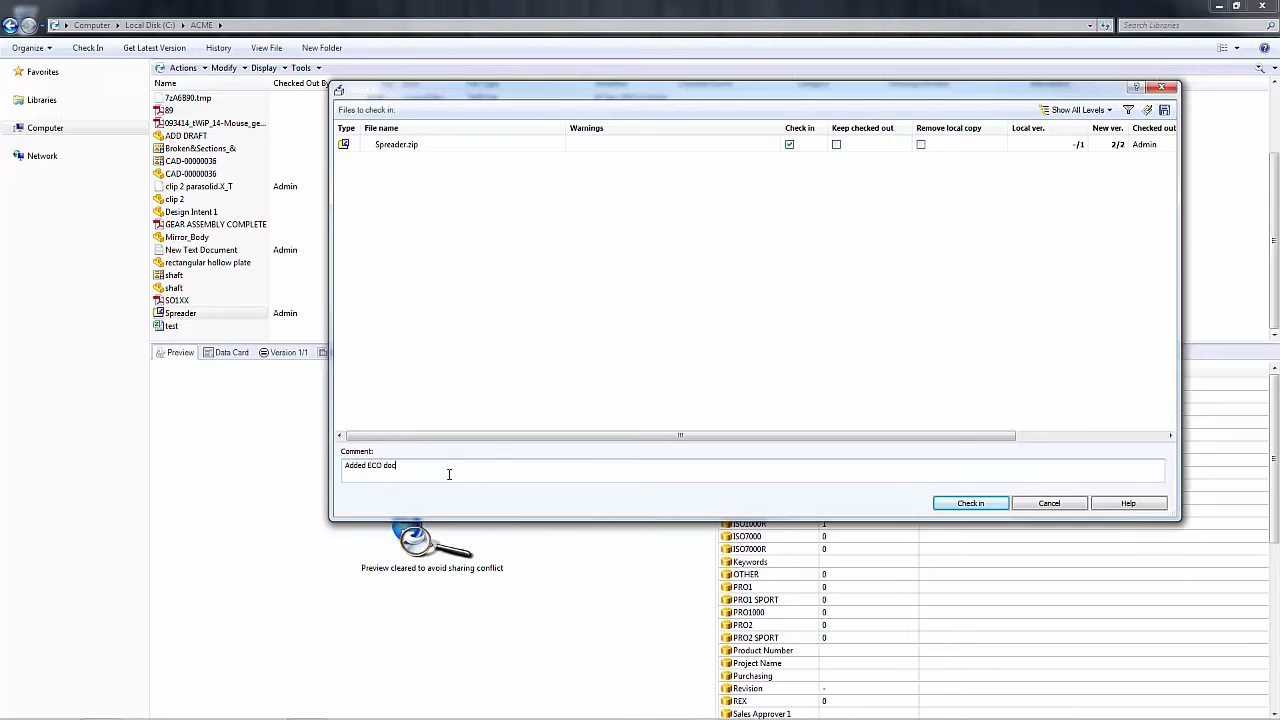 Computer Local Disk (C:) ACME
Search Libraries
Organize Check In Get Latest Version History View File New Folder
Favorites
Libraries
Computer
Network
Actions Modify Display Tools
Name Checked Out By
7zA6B90.tmp
89
093414_tWiP_14-Mouse_ge...
ADD DRAFT
Broken&Sections_&
CAD-00000036
CAD-00000036
clip 2 parasolid.X_T Admin
clip 2
Design Intent 1
GEAR ASSEMBLY COMPLETE
Mirror_Body
New Text Document Admin
rectangular hollow plate
shaft
shaft
SO1XX
Spreader Admin
test
Preview Data Card Version 1/1
Files to check in:
Show All Levels
Type File name Warnings Check in Keep checked out Remove local copy Local ver. New ver. Checked out
Spreader.zip -/1 2/2 Admin
Comment:
Added ECO doc
Check in Cancel Help
Preview cleared to avoid sharing conflict
ISO1000R 1
ISO7000 0
ISO7000R 0
Keywords
OTHER 0
PRO1 0
PRO1 SPORT 0
PRO1000 0
PRO2 0
PRO2 SPORT 0
Product Number
Project Name
Purchasing
Revision -
REX 0
Sales Approver 1